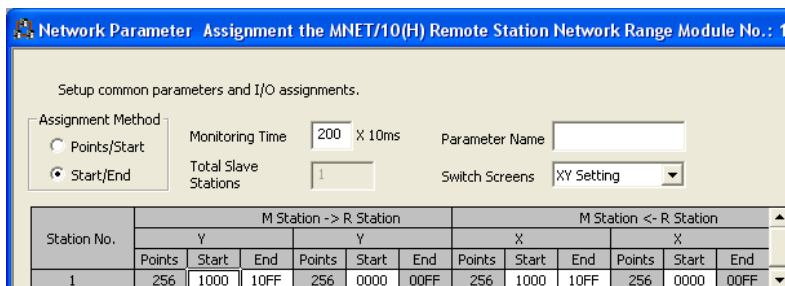 Network Parameter Assignment the MNET/10(H) Remote Station Network Range Module No.: 1
Setup common parameters and I/O assignments.
Assignment Method
Points/Start
Start/End
Monitoring Time 200 X 10ms
Total Slave
Stations 1
Parameter Name
Switch Screens XY Setting
Station No. M Station -> R Station M Station <- R Station
Y Y X X
Points Start End Points Start End Points Start End Points Start End
1 256 1000 10FF 256 0000 00FF 256 1000 10FF 256 0000 00FF